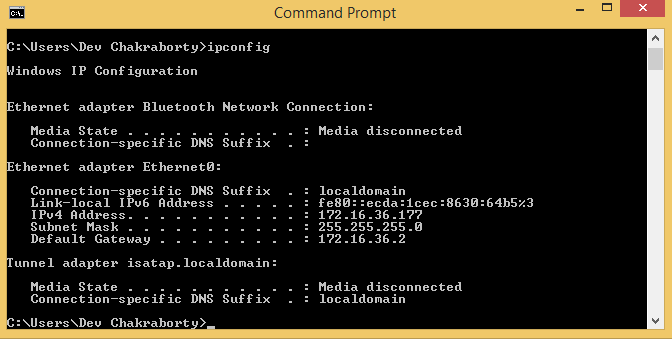 Command Prompt
C:\Users\Dev Chakraborty>ipconfig
Windows IP Configuration
Ethernet adapter Bluetooth Network Connection:
   Media State . . . . . . . . . . . : Media disconnected
   Connection-specific DNS Suffix  . :
Ethernet adapter Ethernet0:
   Connection-specific DNS Suffix  . : localdomain
   Link-local IPv6 Address . . . . . : fe80::ecda:1cec:8630:64b5%3
   IPv4 Address. . . . . . . . . . . : 172.16.36.177
   Subnet Mask . . . . . . . . . . . : 255.255.255.0
   Default Gateway . . . . . . . . . : 172.16.36.2
Tunnel adapter isatap.localdomain:
   Media State . . . . . . . . . . . : Media disconnected
   Connection-specific DNS Suffix  . : localdomain
C:\Users\Dev Chakraborty>_